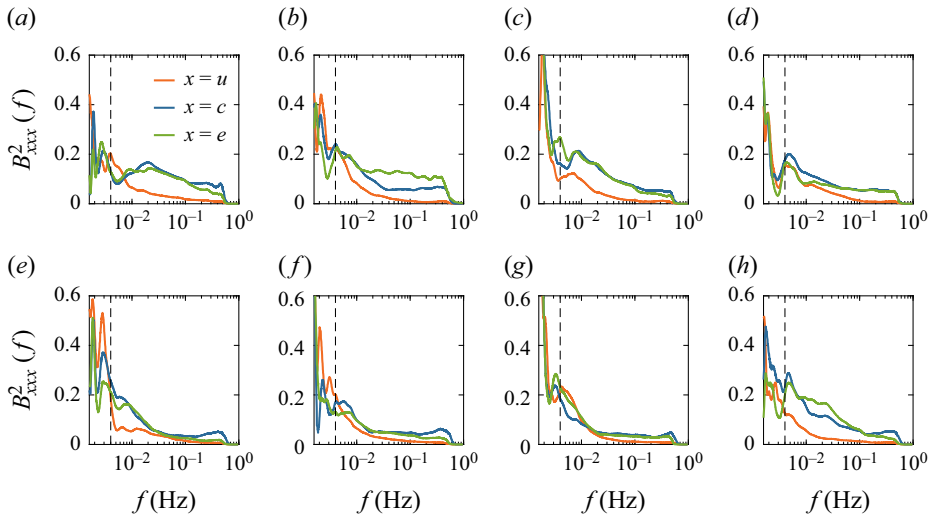 (a) (b) (c) (d)
B²xxx (f)
0.6 0.6 0.6 0.6
x = u
x = c
x = e
0.4 0.4 0.4 0.4
0.2 0.2 0.2 0.2
0 0 0 0
10⁻² 10⁻¹ 10⁰ 10⁻² 10⁻¹ 10⁰ 10⁻² 10⁻¹ 10⁰ 10⁻² 10⁻¹ 10⁰
(e) (f) (g) (h)
B²xxx (f)
0.6 0.6 0.6 0.6
0.4 0.4 0.4 0.4
0.2 0.2 0.2 0.2
0 0 0 0
10⁻² 10⁻¹ 10⁰ 10⁻² 10⁻¹ 10⁰ 10⁻² 10⁻¹ 10⁰ 10⁻² 10⁻¹ 10⁰
f (Hz) f (Hz) f (Hz) f (Hz)